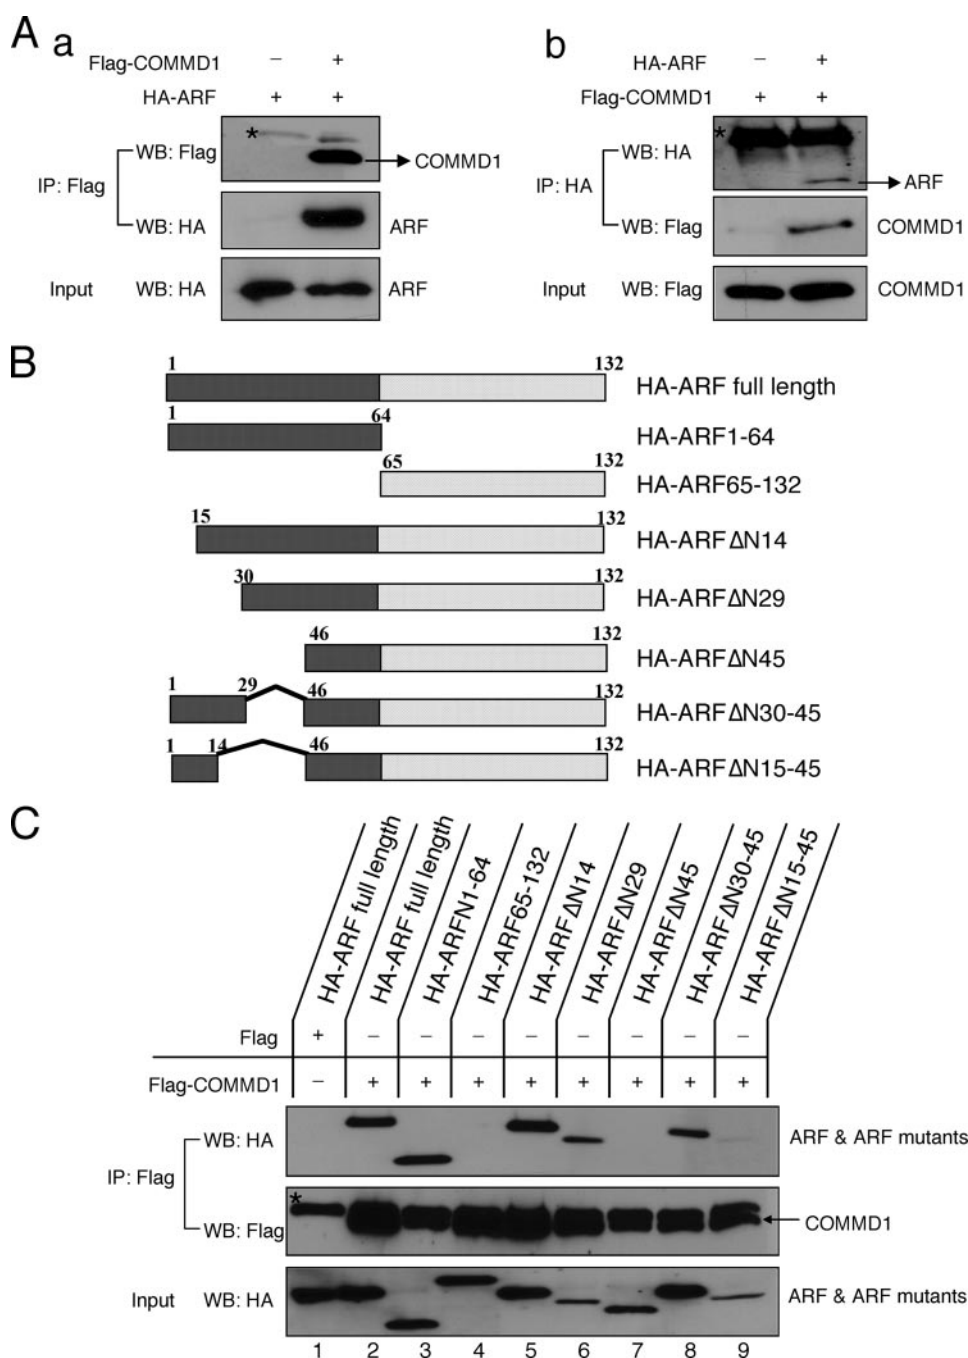 A a
Flag-COMMD1 – +
HA-ARF + +
*
WB: Flag
COMMD1
IP: Flag
WB: HA
ARF
Input WB: HA ARF
b
HA-ARF – +
Flag-COMMD1 + +
*
WB: HA
IP: HA
ARF
WB: Flag
COMMD1
Input WB: Flag COMMD1
B
1 132
HA-ARF full length
1 64
HA-ARF1-64
65 132
HA-ARF65-132
15 132
HA-ARFΔN14
30 132
HA-ARFΔN29
46 132
HA-ARFΔN45
1 29 46 132
HA-ARFΔN30-45
1 14 46 132
HA-ARFΔN15-45
C
HA-ARF full length
HA-ARF full length
HA-ARFN1-64
HA-ARF65-132
HA-ARFΔN14
HA-ARFΔN29
HA-ARFΔN45
HA-ARFΔN30-45
HA-ARFΔN15-45
Flag + – – – – – – – –
Flag-COMMD1 – + + + + + + + +
WB: HA
ARF & ARF mutants
IP: Flag
*
WB: Flag
COMMD1
Input WB: HA ARF & ARF mutants
1 2 3 4 5 6 7 8 9